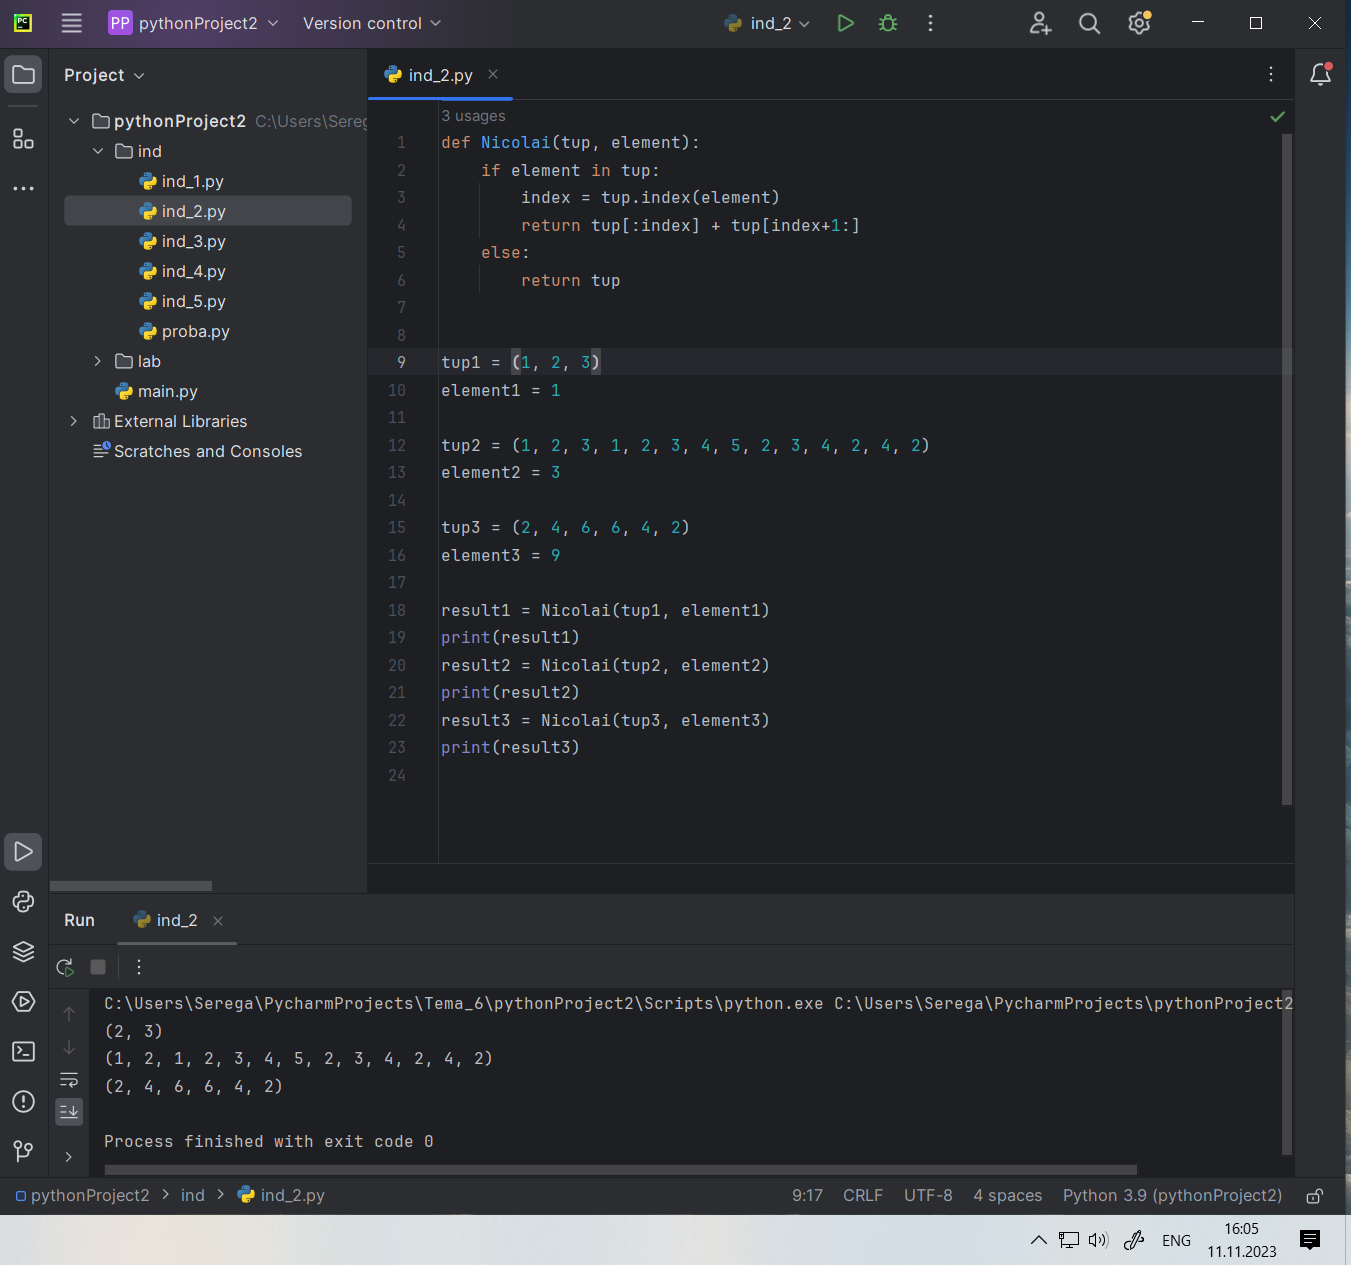 PC PP pythonProject2 Version control ind_2
Project
ind_2.py
pythonProject2 C:\Users\Sereg
ind
ind_1.py
ind_2.py
ind_3.py
ind_4.py
ind_5.py
proba.py
lab
main.py
External Libraries
Scratches and Consoles
3 usages
1 def Nicolai(tup, element):
2 if element in tup:
3 index = tup.index(element)
4 return tup[:index] + tup[index+1:]
5 else:
6 return tup
7
8
9 tup1 = (1, 2, 3)
10 element1 = 1
11
12 tup2 = (1, 2, 3, 1, 2, 3, 4, 5, 2, 3, 4, 2, 4, 2)
13 element2 = 3
14
15 tup3 = (2, 4, 6, 6, 4, 2)
16 element3 = 9
17
18 result1 = Nicolai(tup1, element1)
19 print(result1)
20 result2 = Nicolai(tup2, element2)
21 print(result2)
22 result3 = Nicolai(tup3, element3)
23 print(result3)
24
Run ind_2
C:\Users\Serega\PycharmProjects\Tema_6\pythonProject2\Scripts\python.exe C:\Users\Serega\PycharmProjects\pythonProject2
(2, 3)
(1, 2, 1, 2, 3, 4, 5, 2, 3, 4, 2, 4, 2)
(2, 4, 6, 6, 4, 2)
Process finished with exit code 0
pythonProject2 > ind > ind_2.py 9:17 CRLF UTF-8 4 spaces Python 3.9 (pythonProject2)
ENG
16:05
11.11.2023